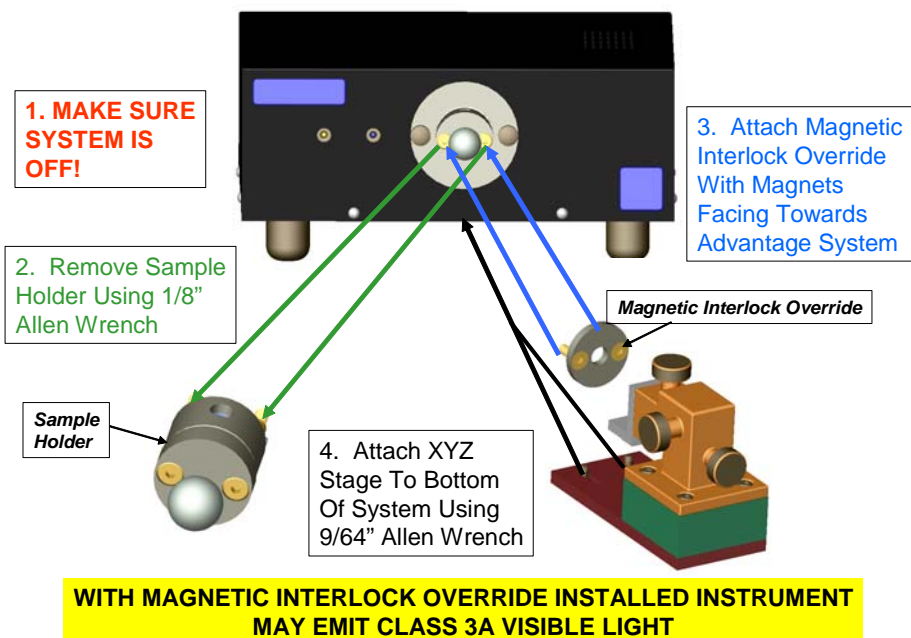 1. MAKE SURE
SYSTEM IS
OFF!
2. Remove Sample
Holder Using 1/8”
Allen Wrench
3. Attach Magnetic
Interlock Override
With Magnets
Facing Towards
Advantage System
Magnetic Interlock Override
Sample
Holder
4. Attach XYZ
Stage To Bottom
Of System Using
9/64” Allen Wrench
WITH MAGNETIC INTERLOCK OVERRIDE INSTALLED INSTRUMENT
MAY EMIT CLASS 3A VISIBLE LIGHT